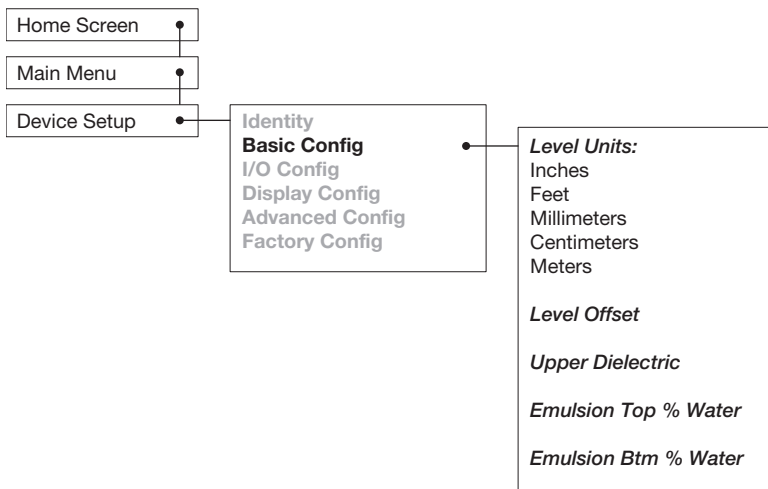 Home Screen
Main Menu
Device Setup
Identity
Basic Config
I/O Config
Display Config
Advanced Config
Factory Config
Level Units:
Inches
Feet
Millimeters
Centimeters
Meters
Level Offset
Upper Dielectric
Emulsion Top % Water
Emulsion Btm % Water